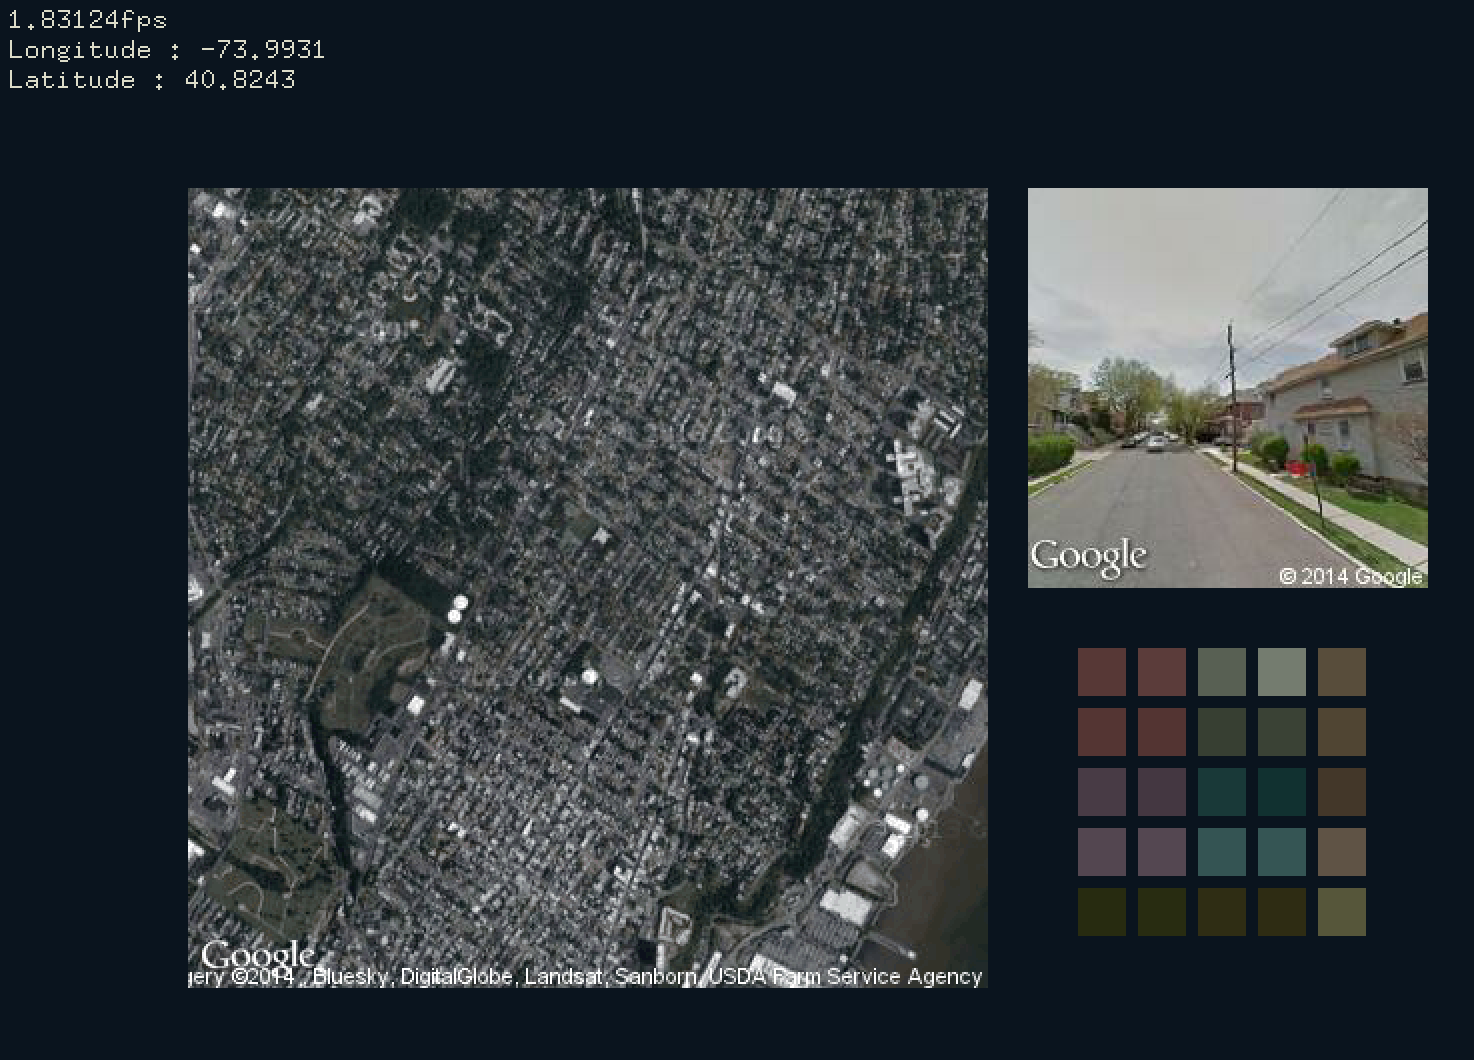 1.83124fps
Longitude : -73.9931
Latitude : 40.8243
Google
© 2014 Google
Google
gery ©2014 , Bluesky, DigitalGlobe, Landsat, Sanborn, USDA Farm Service Agency